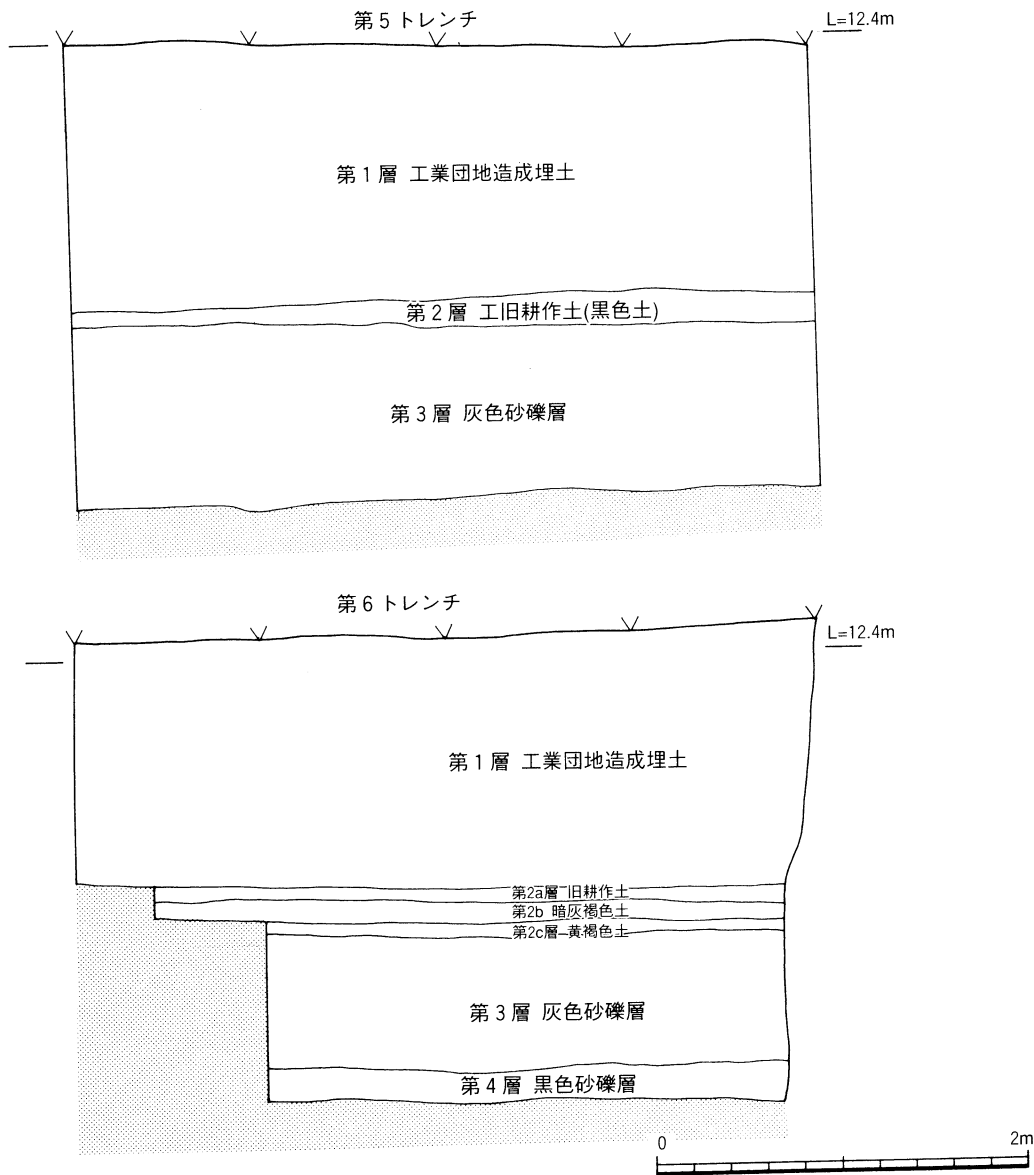 第5トレンチ
L=12.4m
第1層 工業団地造成埋土
第2層 工旧耕作土(黒色土)
第3層 灰色砂礫層
第6トレンチ
L=12.4m
第1層 工業団地造成埋土
第2a層 旧耕作土
第2b 暗灰褐色土
第2c層 黄褐色土
第3層 灰色砂礫層
第4層 黒色砂礫層
0 2m